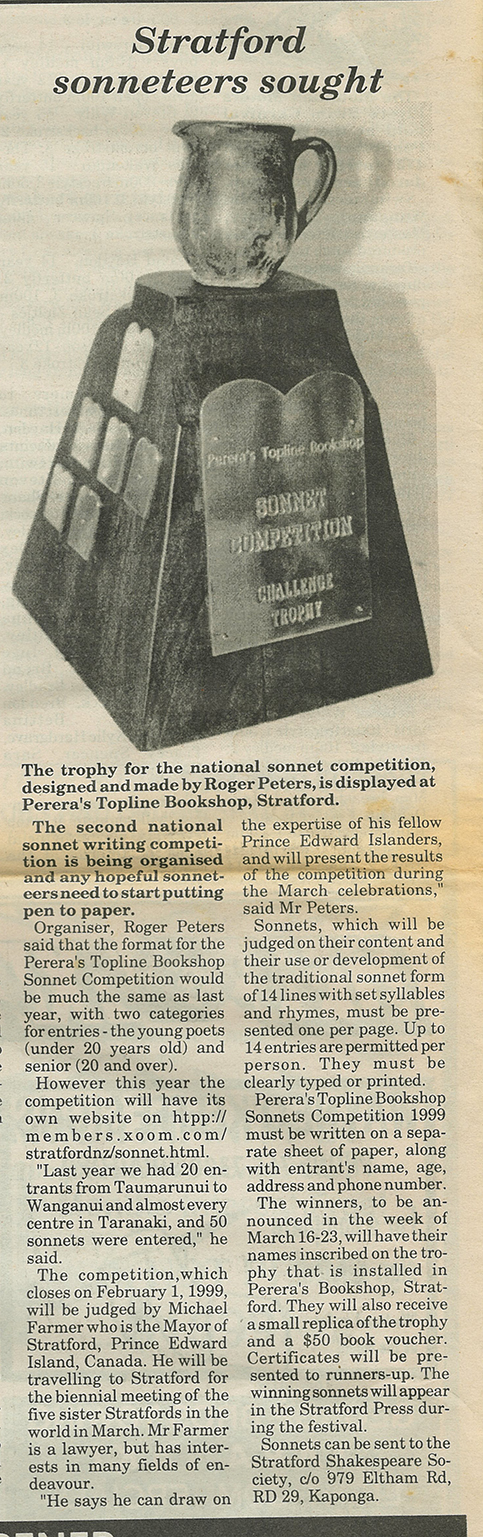 Stratford
sonneteers sought
Perera's Topline Bookshop
SONNET
COMPETITION
CHALLENGE
TROPHY
The trophy for the national sonnet competition,
designed and made by Roger Peters, is displayed at
Perera's Topline Bookshop, Stratford.
The second national
sonnet writing competi-
tion is being organised
and any hopeful sonnet-
eers need to start putting
pen to paper.
Organiser, Roger Peters
said that the format for the
Perera's Topline Bookshop
Sonnet Competition would
be much the same as last
year, with two categories
for entries - the young poets
(under 20 years old) and
senior (20 and over).
However this year the
competition will have its
own website on htpp://
members.xoom.com/
stratfordnz/sonnet.html.
"Last year we had 20 en-
trants from Taumarunui to
Wanganui and almost every
centre in Taranaki, and 50
sonnets were entered," he
said.
The competition,which
closes on February 1, 1999,
will be judged by Michael
Farmer who is the Mayor of
Stratford, Prince Edward
Island, Canada. He will be
travelling to Stratford for
the biennial meeting of the
five sister Stratfords in the
world in March. Mr Farmer
is a lawyer, but has inter-
ests in many fields of en-
deavour.
"He says he can draw on
the expertise of his fellow
Prince Edward Islanders,
and will present the results
of the competition during
the March celebrations,"
said Mr Peters.
Sonnets, which will be
judged on their content and
their use or development of
the traditional sonnet form
of 14 lines with set syllables
and rhymes, must be pre-
sented one per page. Up to
14 entries are permitted per
person. They must be
clearly typed or printed.
Perera's Topline Bookshop
Sonnets Competition 1999
must be written on a sepa-
rate sheet of paper, along
with entrant's name, age,
address and phone number.
The winners, to be an-
nounced in the week of
March 16-23, will have their
names inscribed on the tro-
phy that is installed in
Perera's Bookshop, Strat-
ford. They will also receive
a small replica of the trophy
and a $50 book voucher.
Certificates will be pre-
sented to runners-up. The
winning sonnets will appear
in the Stratford Press dur-
ing the festival.
Sonnets can be sent to the
Stratford Shakespeare So-
ciety, c/o 979 Eltham Rd,
RD 29, Kaponga.